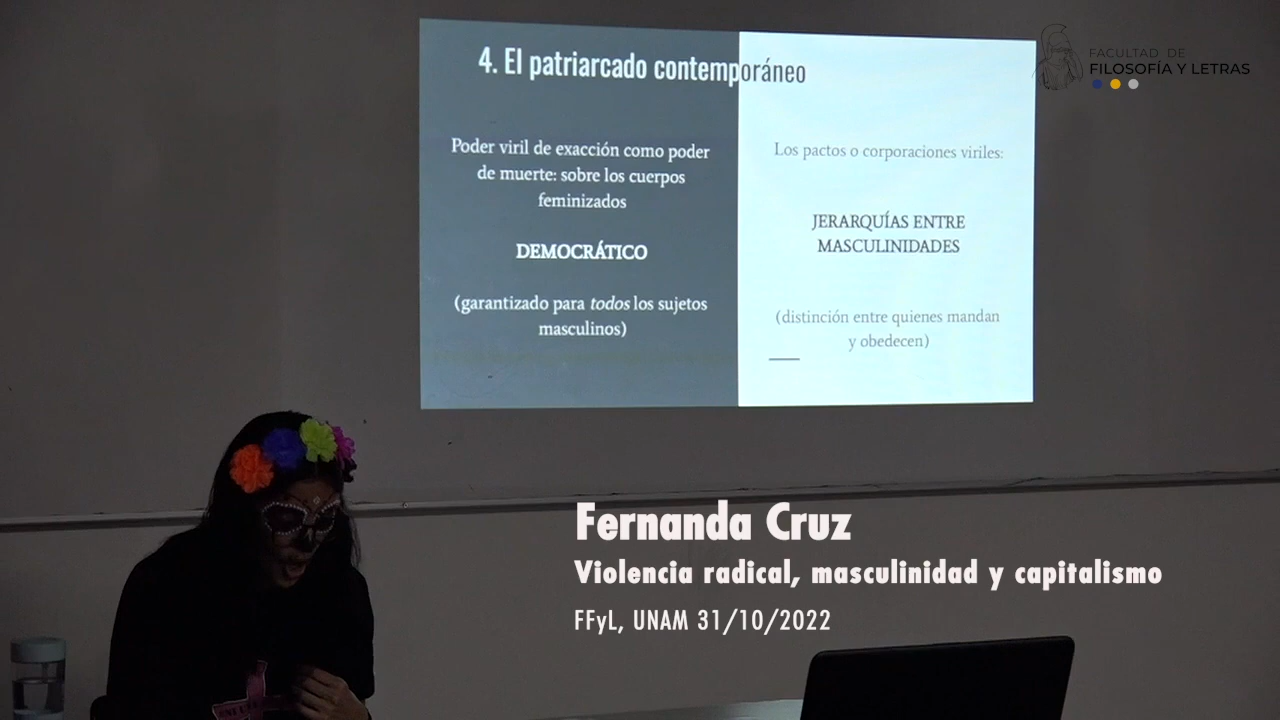 4. El patriarcado contemporáneo
Poder viril de exacción como poder
de muerte: sobre los cuerpos
feminizados
DEMOCRÁTICO
(garantizado para todos los sujetos
masculinos)
Los pactos o corporaciones viriles:
JERARQUÍAS ENTRE
MASCULINIDADES
(distinción entre quienes mandan
y obedecen)
FACULTAD DE
FILOSOFÍA Y LETRAS
Fernanda Cruz
Violencia radical, masculinidad y capitalismo
FFyL, UNAM 31/10/2022